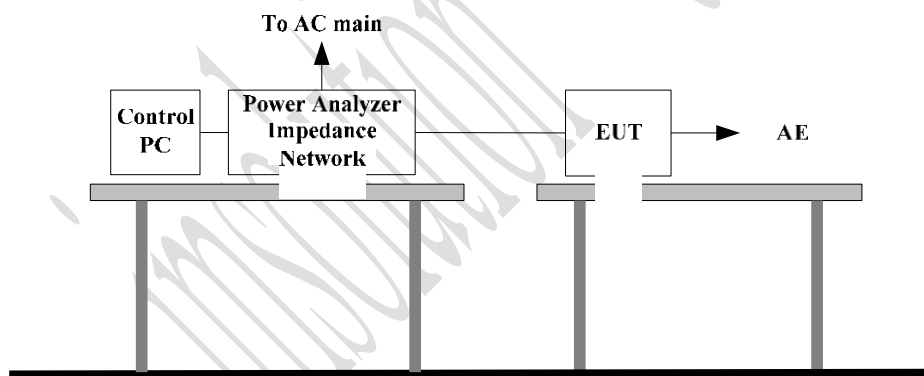 To AC main
Control
PC
Power Analyzer
Impedance
Network
EUT
AE